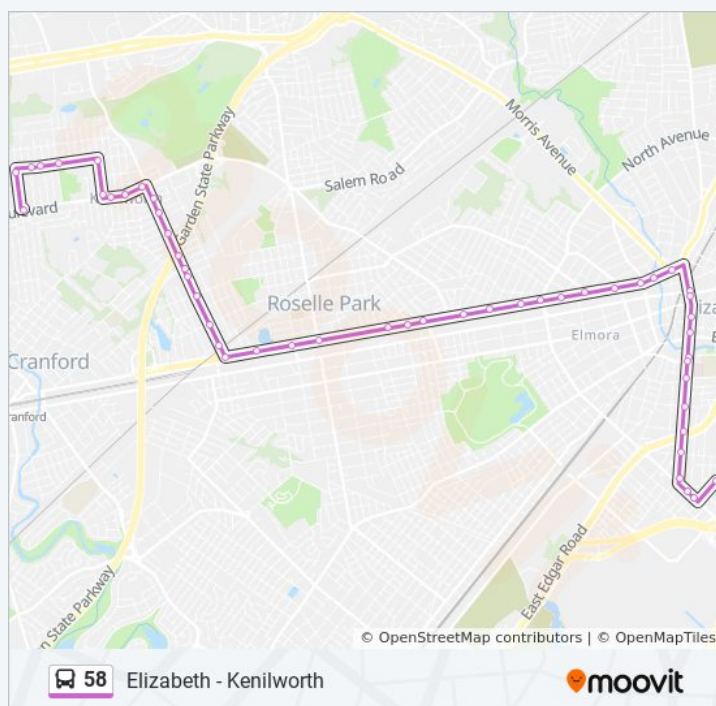 Morris Avenue
North Avenue
Garden State Parkway
Salem Road
Roselle Park
Elmora
Cranford
ranford
East Edgar Road
n State Parkway
© OpenStreetMap contributors | © OpenMapTiles
58 Elizabeth - Kenilworth
moovit